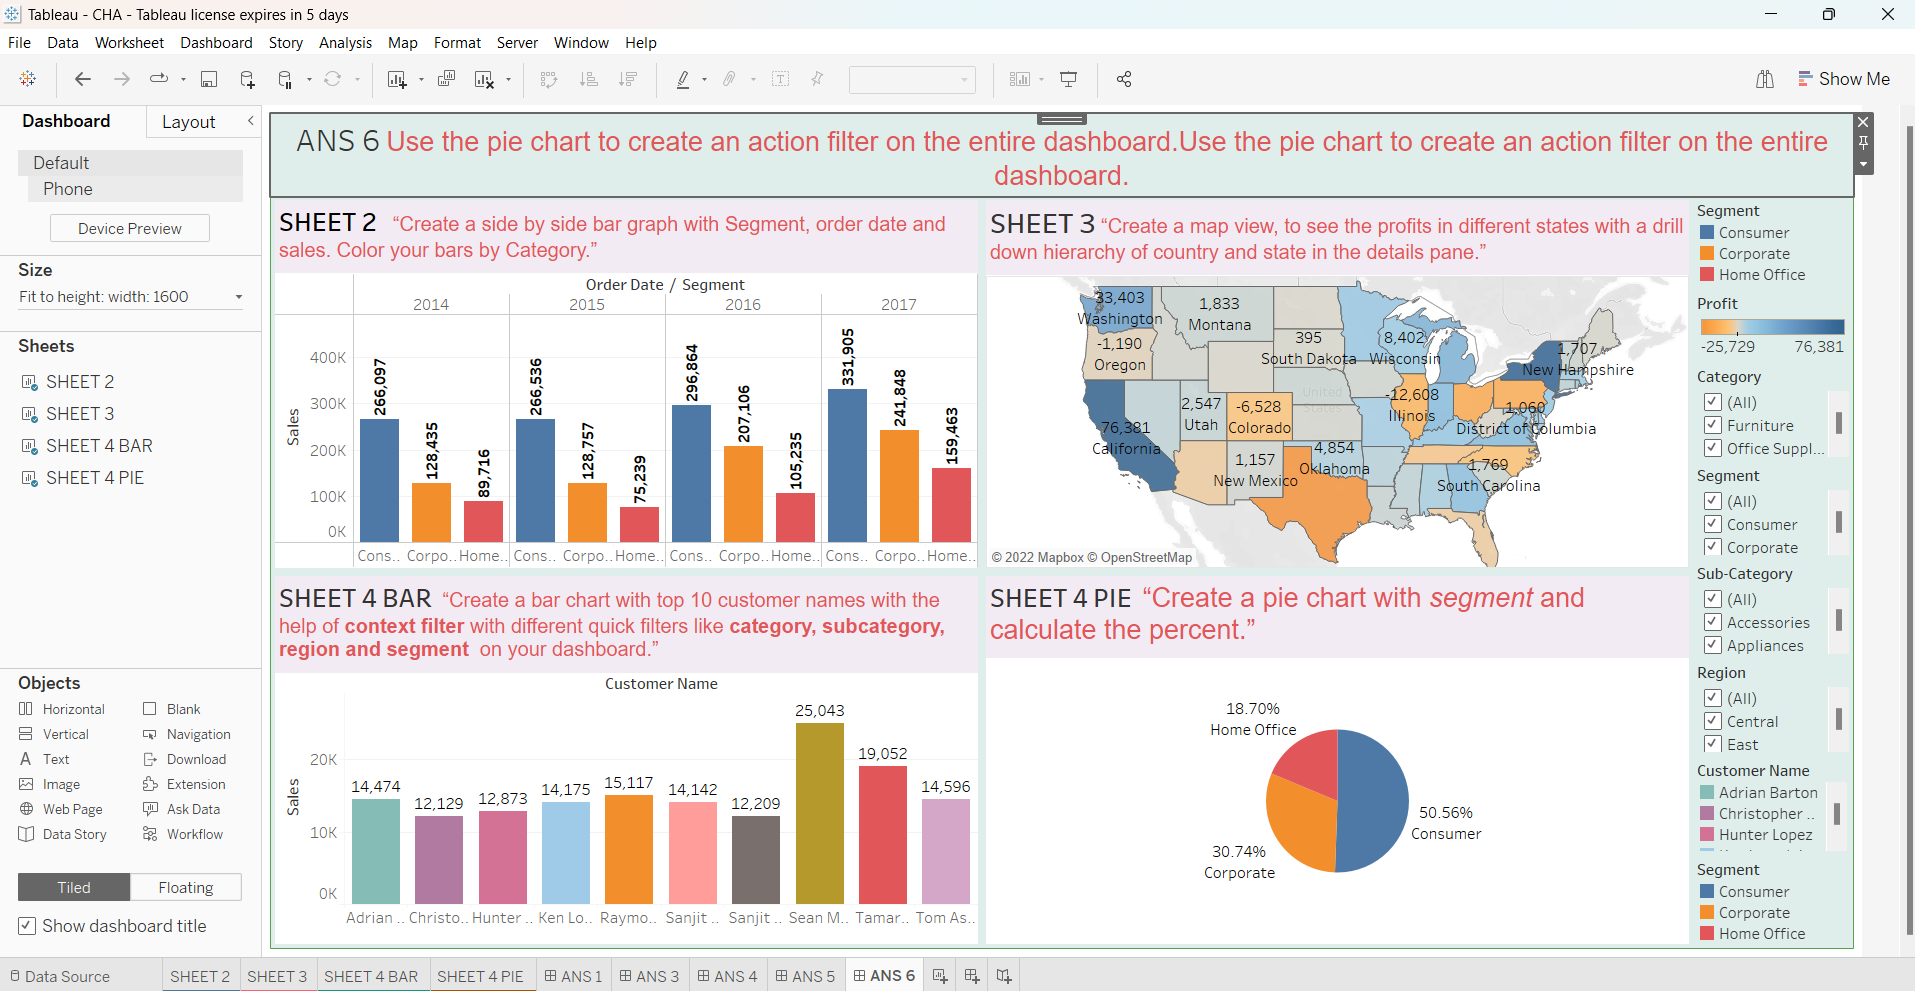 Tableau - CHA - Tableau license expires in 5 days
File Data Worksheet Dashboard Story Analysis Map Format Server Window Help
Show Me
Dashboard Layout
Default
Phone
Device Preview
Size
Fit to height: width: 1600
Sheets
SHEET 2
SHEET 3
SHEET 4 BAR
SHEET 4 PIE
Objects
Horizontal Blank
Vertical Navigation
Text Download
Image Extension
Web Page Ask Data
Data Story Workflow
Tiled Floating
Show dashboard title
ANS 6 Use the pie chart to create an action filter on the entire dashboard.Use the pie chart to create an action filter on the entire
dashboard.
SHEET 2 “Create a side by side bar graph with Segment, order date and
sales. Color your bars by Category.”
Order Date / Segment
2014 2015 2016 2017
Sales
400K
300K
200K
100K
0K
266,097 128,435 89,716 266,536 128,757 75,239 296,864 207,106 105,235 331,905 241,848 159,463
Cons.. Corpo.. Home.. Cons.. Corpo.. Home.. Cons.. Corpo.. Home.. Cons.. Corpo.. Home..
SHEET 3 “Create a map view, to see the profits in different states with a drill
down hierarchy of country and state in the details pane.”
33,403
Washington
1,833
Montana
-1,190
Oregon
395
South Dakota
8,402
Wisconsin
1,707
New Hampshire
United
States
2,547
Utah
-6,528
Colorado
-12,608
Illinois
1,060
District of Columbia
76,381
California
1,157
New Mexico
4,854
Oklahoma
1,769
South Carolina
© 2022 Mapbox © OpenStreetMap
SHEET 4 BAR “Create a bar chart with top 10 customer names with the
help of context filter with different quick filters like category, subcategory,
region and segment on your dashboard.”
Customer Name
Sales
20K
10K
0K
14,474 12,129 12,873 14,175 15,117 14,142 12,209 25,043 19,052 14,596
Adrian .. Christo.. Hunter .. Ken Lo.. Raymo.. Sanjit .. Sanjit .. Sean M.. Tamar.. Tom As..
SHEET 4 PIE “Create a pie chart with segment and
calculate the percent.”
18.70%
Home Office
50.56%
Consumer
30.74%
Corporate
Segment
Consumer
Corporate
Home Office
Profit
-25,729 76,381
Category
(All)
Furniture
Office Suppl...
Segment
(All)
Consumer
Corporate
Sub-Category
(All)
Accessories
Appliances
Region
(All)
Central
East
Customer Name
Adrian Barton
Christopher ..
Hunter Lopez
Segment
Consumer
Corporate
Home Office
Data Source SHEET 2 SHEET 3 SHEET 4 BAR SHEET 4 PIE ANS 1 ANS 3 ANS 4 ANS 5 ANS 6